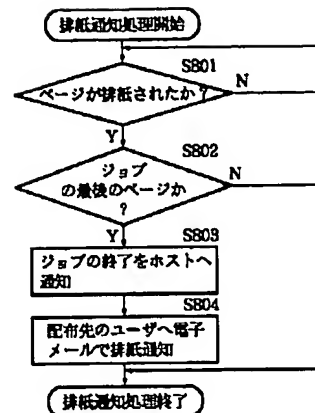 排紙通知処理開始
S801
ページが排紙されたか?
N
Y
S802
ジョブ
の最後のページか
?
N
Y
S803
ジョブの終了をホストへ
通知
S804
配布先のユーザへ電子
メールで排紙通知
排紙通知処理終了